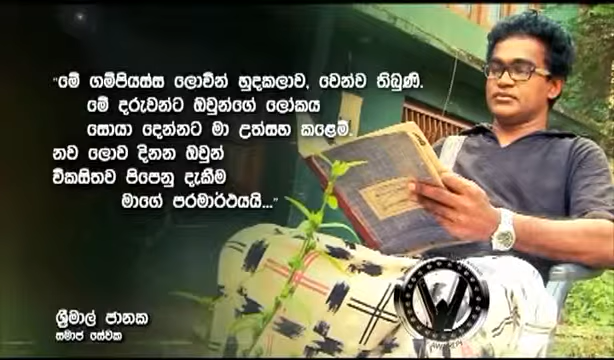 "මේ ගම්පියස්ස ලොවින් හුදකලාව, වෙන්ව තිබුණි.
මේ දරුවන්ට ඔවුන්ගේ ලෝකය
සොයා දෙන්නට මා උත්සහ කළෙමි.
නව ලොව දිනන ඔවුන්
විකසිතව පිපෙනු දැකීම
මාගේ පරමාර්ථයයි..."
ශ්‍රීමාල් ජානක
සමාජ සේවක
W